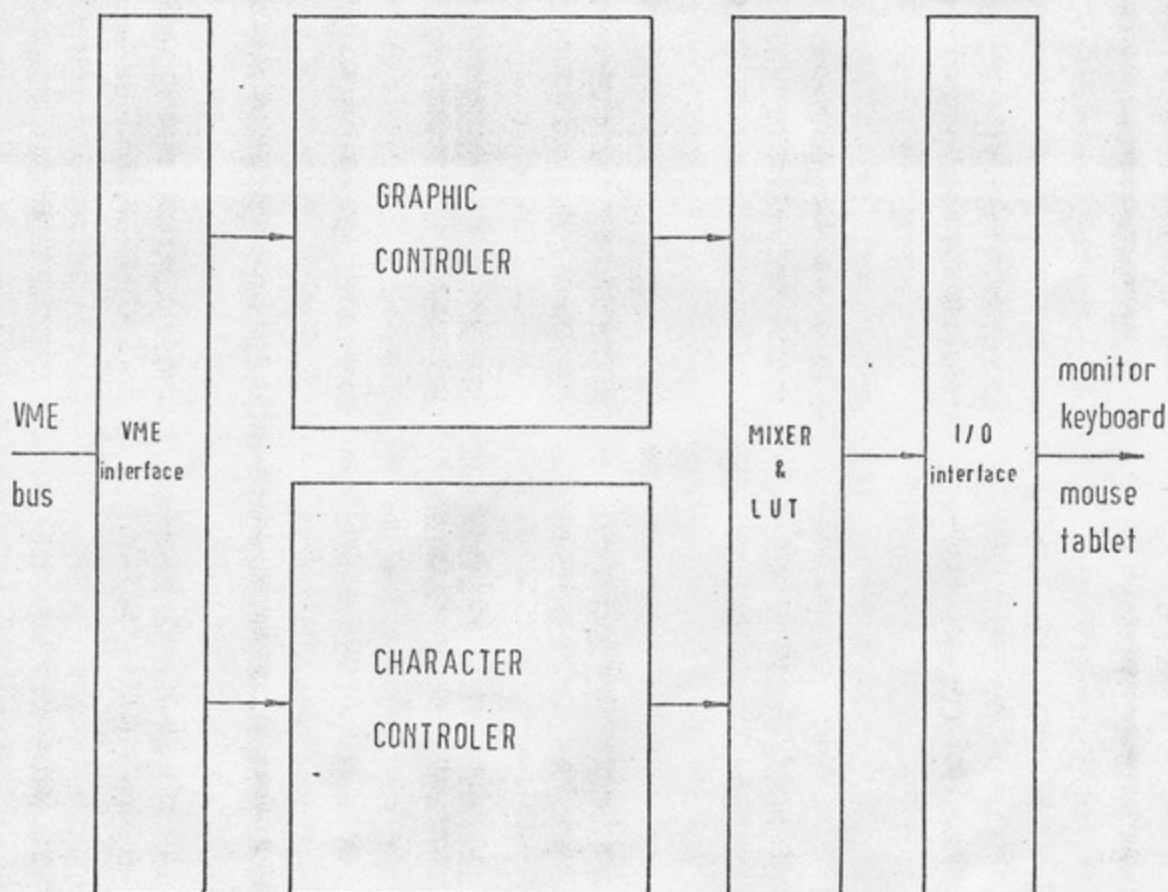 VME
bus
VME
interface
GRAPHIC
CONTROLER
CHARACTER
CONTROLER
MIXER
&
LUT
I/O
interface
monitor
keyboard
mouse
tablet